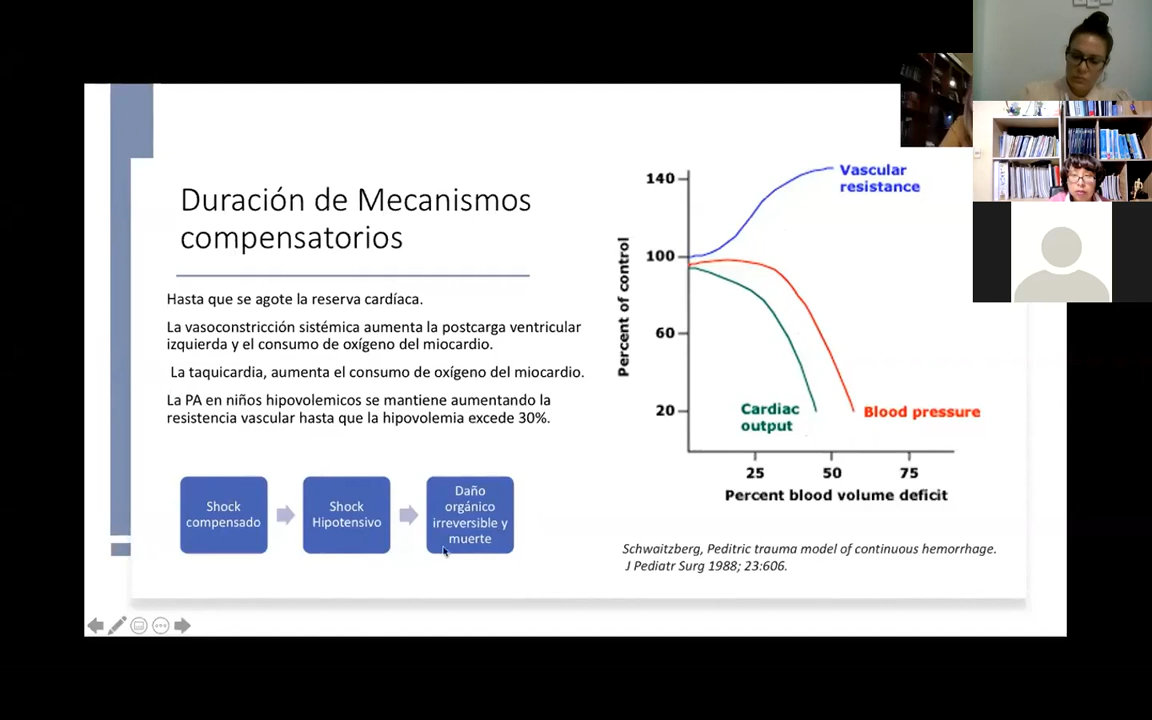 Duración de Mecanismos
compensatorios
Hasta que se agote la reserva cardíaca.
La vasoconstricción sistémica aumenta la postcarga ventricular
izquierda y el consumo de oxígeno del miocardio.
La taquicardia, aumenta el consumo de oxígeno del miocardio.
La PA en niños hipovolemicos se mantiene aumentando la
resistencia vascular hasta que la hipovolemia excede 30%.
Shock
compensado
Shock
Hipotensivo
Daño
orgánico
irreversible y
muerte
Percent of control
140
100
60
20
Vascular
resistance
Cardiac
output
Blood pressure
25 50 75
Percent blood volume deficit
Schwaitzberg, Peditric trauma model of continuous hemorrhage.
J Pediatr Surg 1988; 23:606.